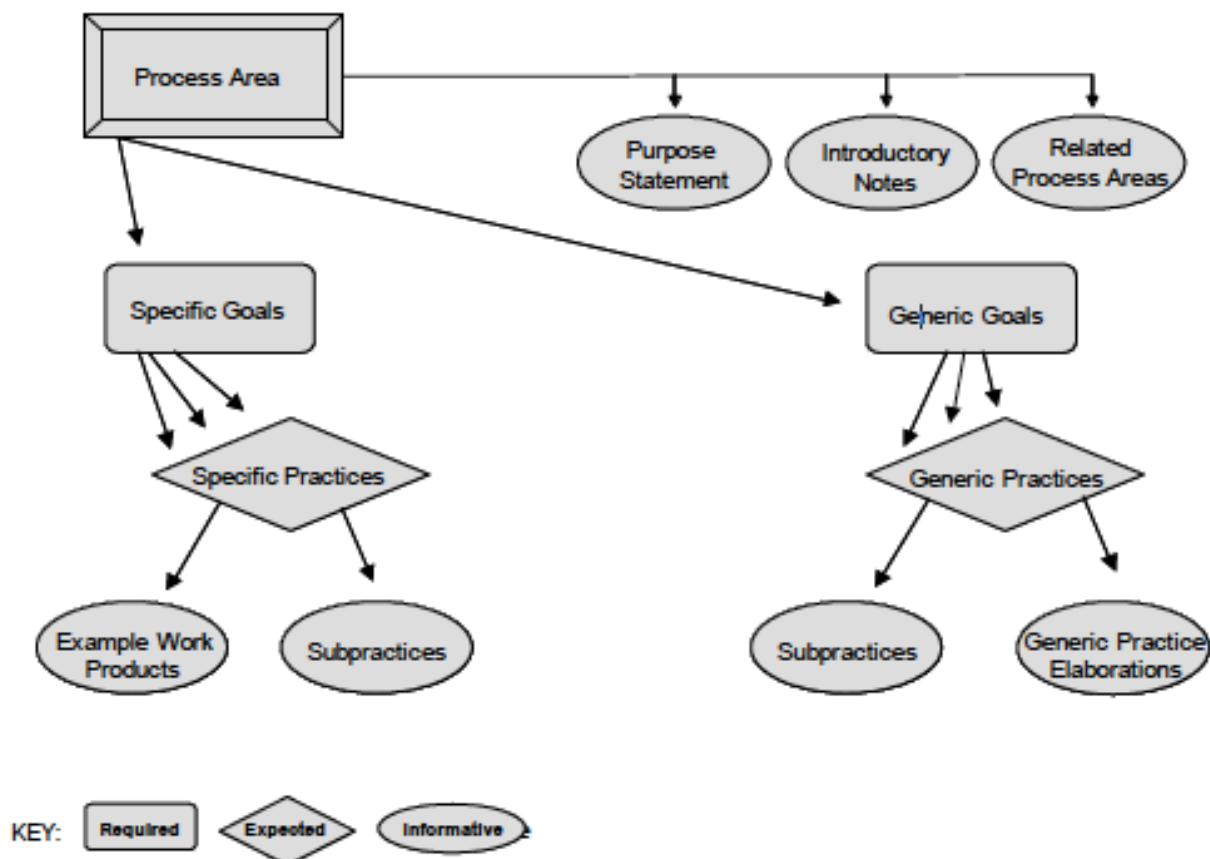 Process Area
Purpose
Statement
Introductory
Notes
Related
Process Areas
Specific Goals
Generic Goals
Specific Practices
Generic Practices
Example Work
Products
Subpractices
Subpractices
Generic Practice
Elaborations
KEY:
Required
Expected
Informative